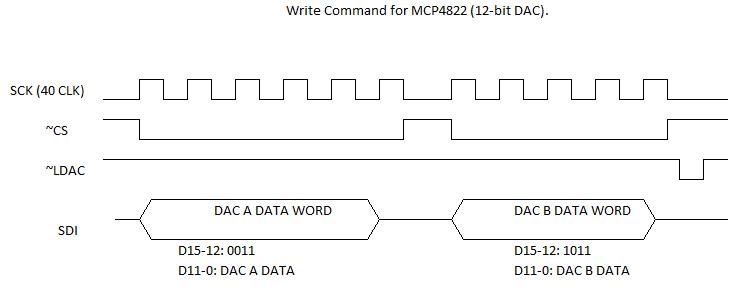 Write Command for MCP4822 (12-bit DAC).
SCK (40 CLK)
~CS
~LDAC
SDI
DAC A DATA WORD
DAC B DATA WORD
D15-12: 0011
D11-0: DAC A DATA
D15-12: 1011
D11-0: DAC B DATA